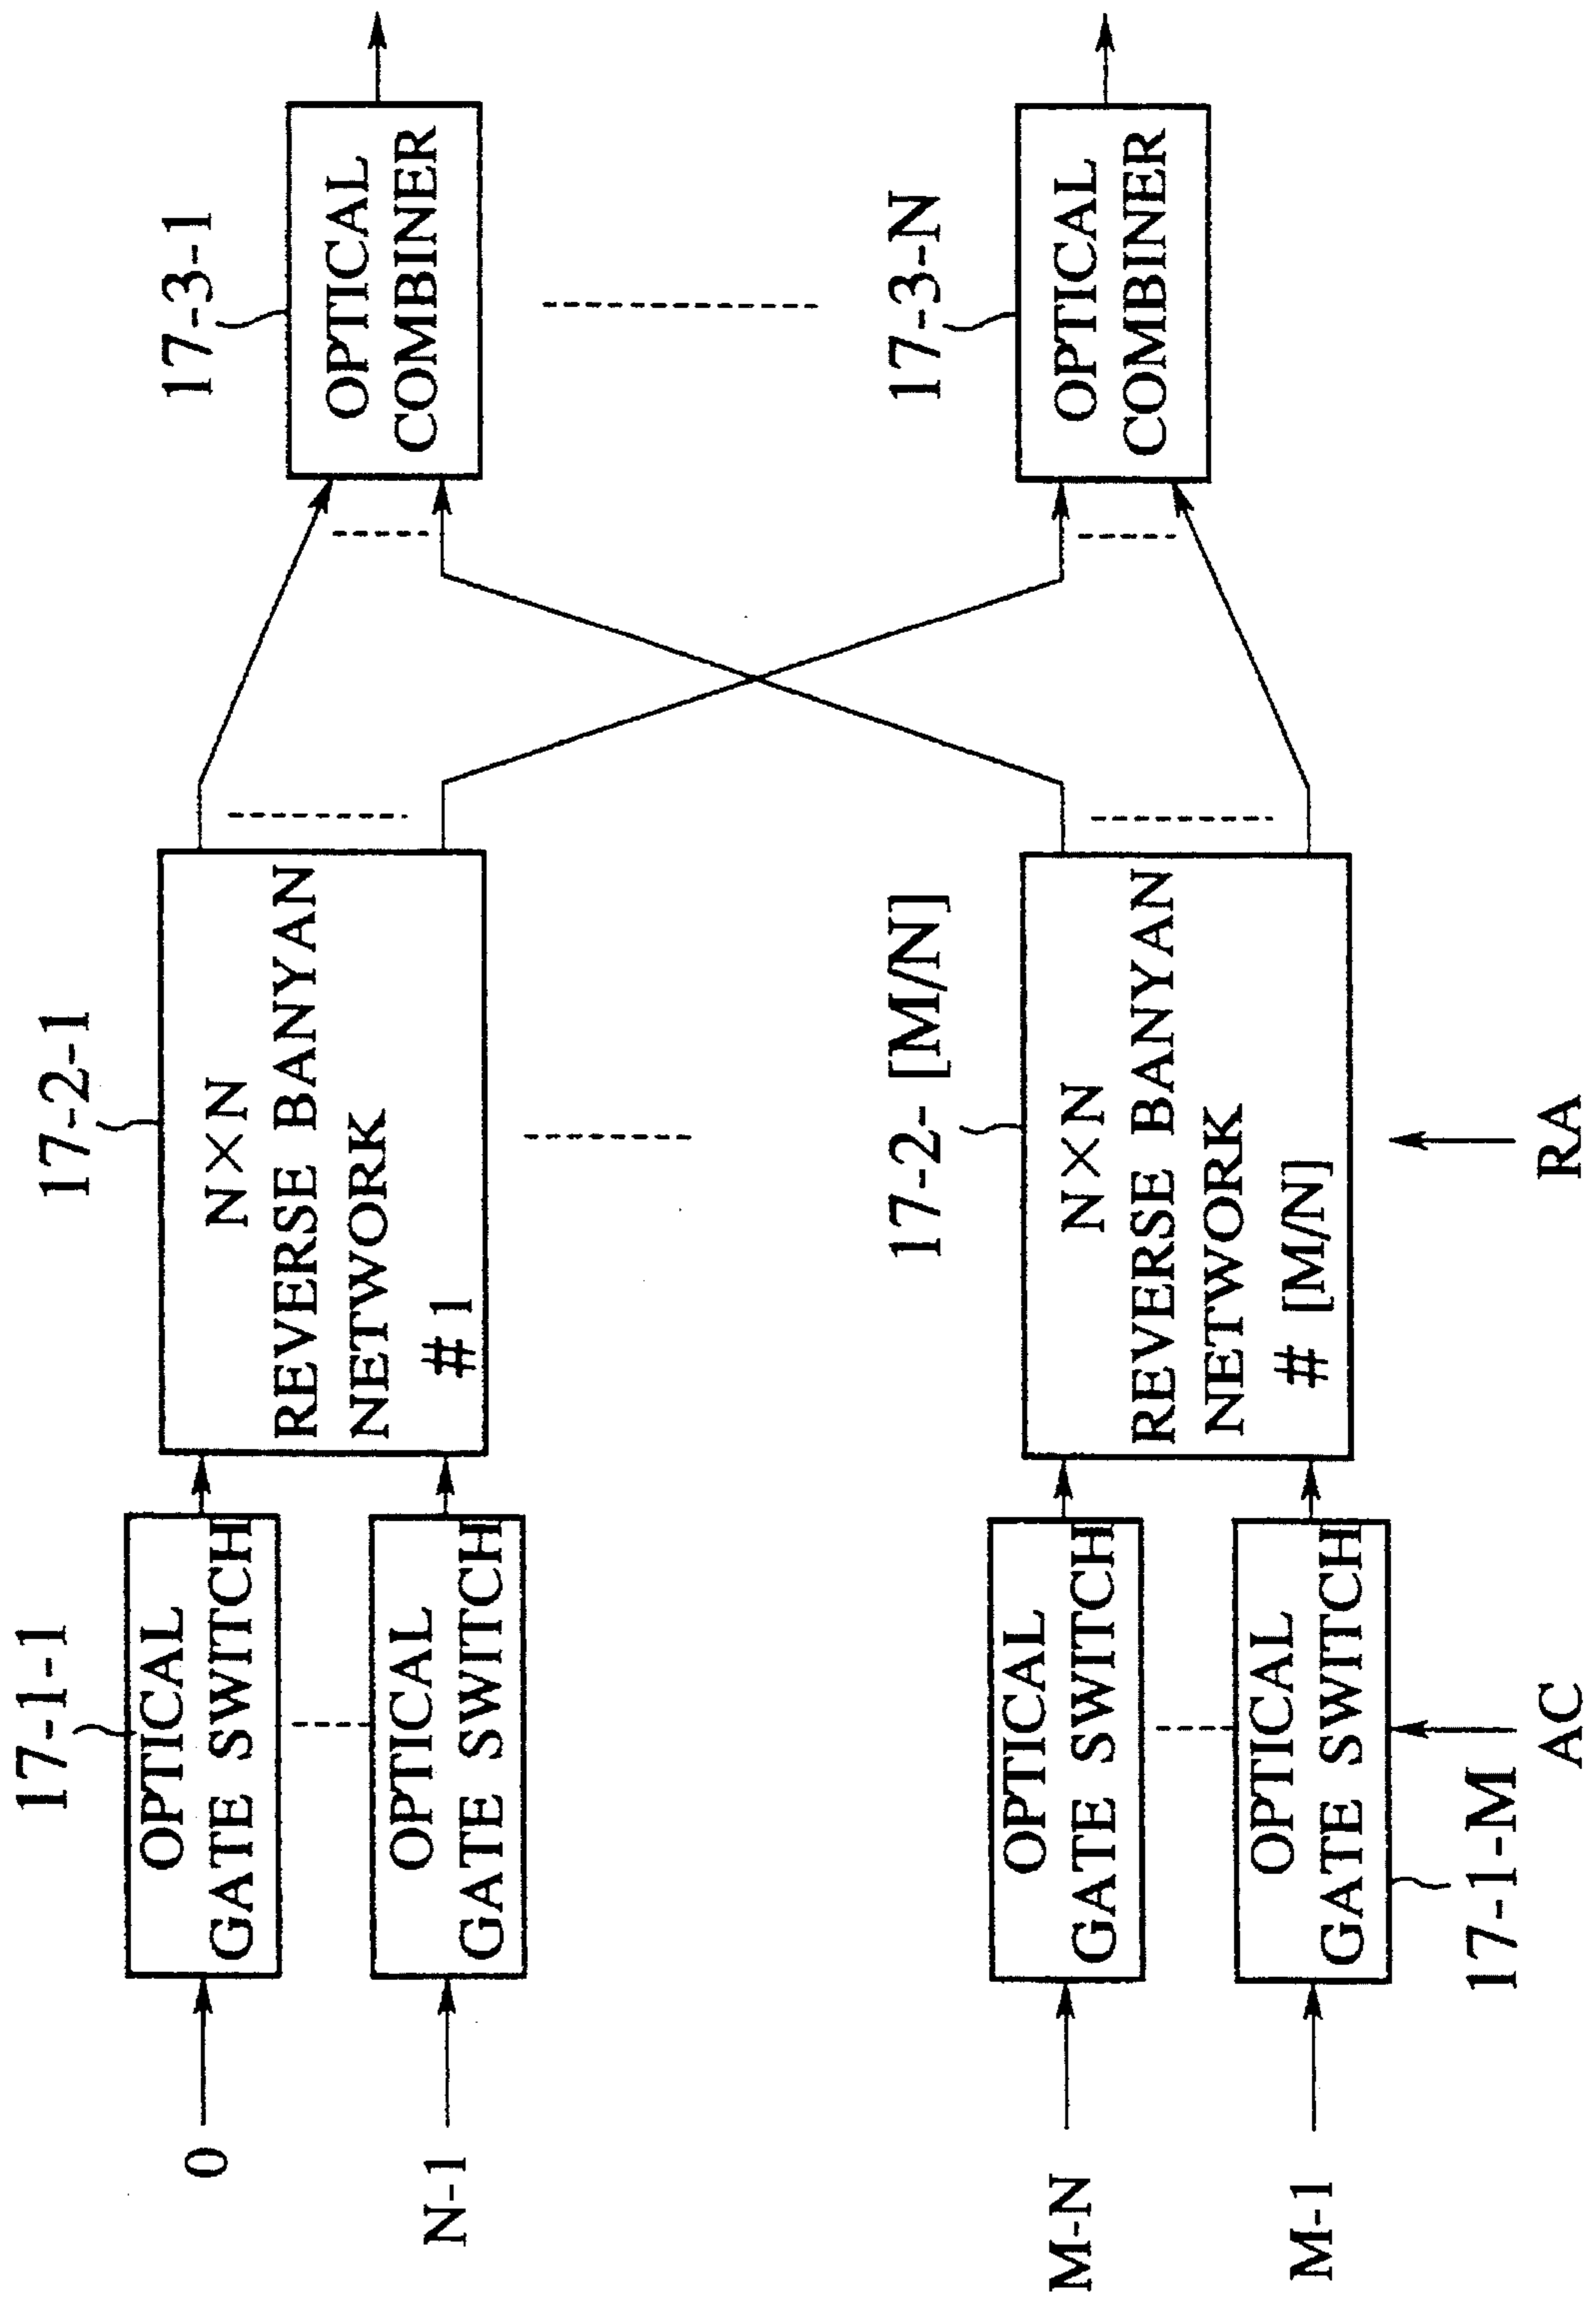 17-1-1
OPTICAL
GATE SWITCH
0
OPTICAL
GATE SWITCH
N-1
OPTICAL
GATE SWITCH
M-N
OPTICAL
GATE SWITCH
M-1
17-1-M
AC
17-2-1
N×N
REVERSE BANYAN
NETWORK
#1
17-2- [M/N]
N×N
REVERSE BANYAN
NETWORK
# [M/N]
RA
17-3-1
OPTICAL
COMBINER
17-3-N
OPTICAL
COMBINER